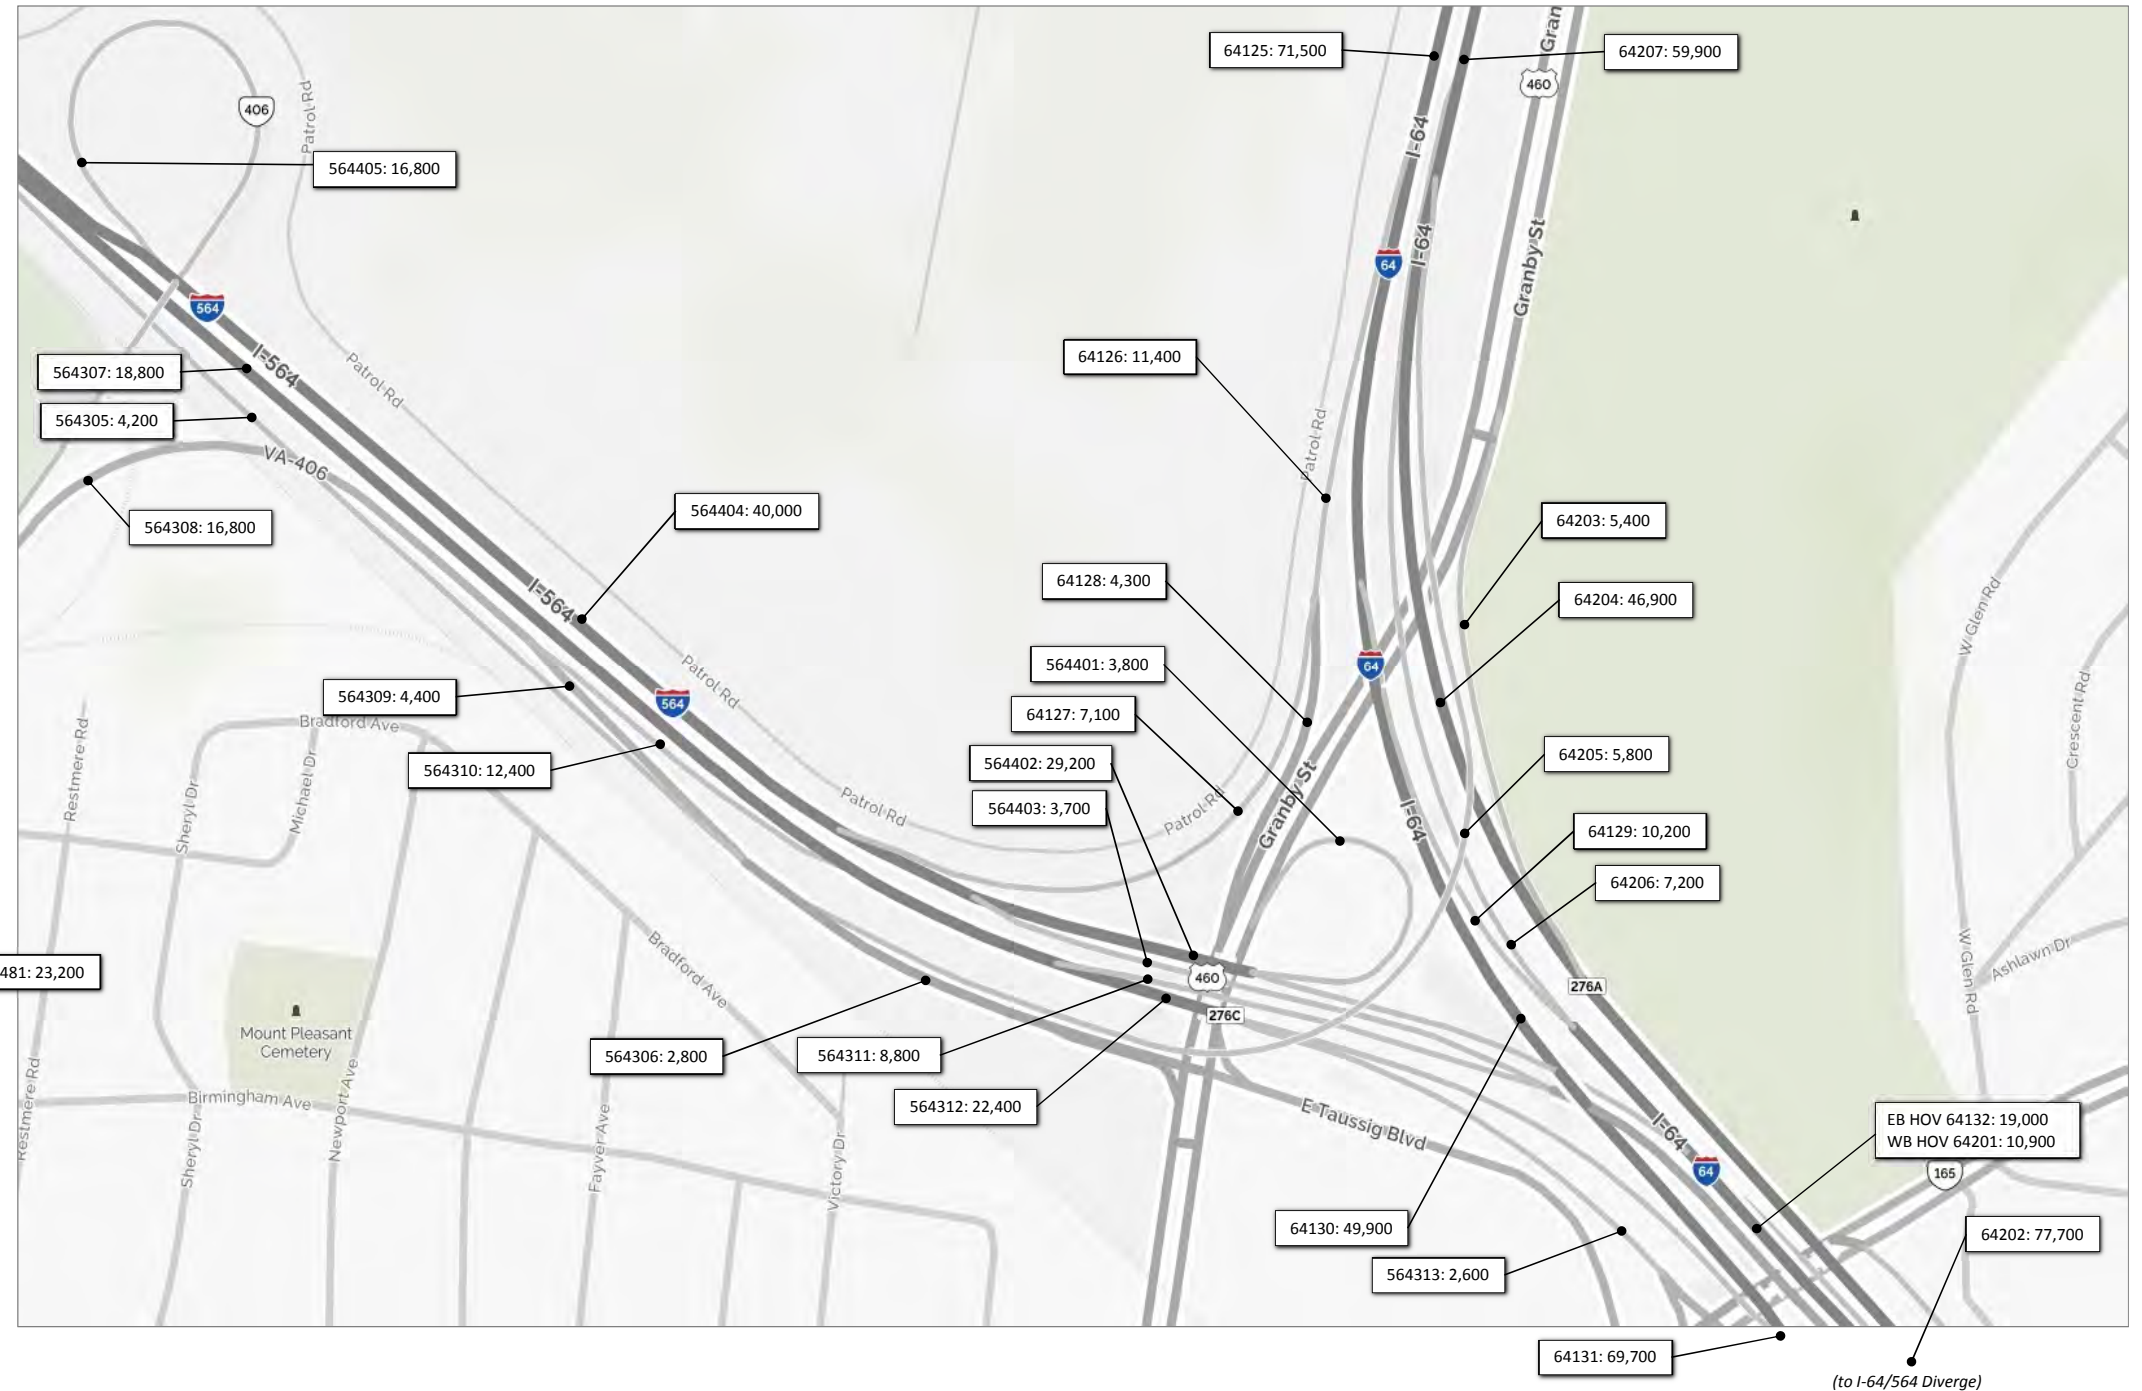 Gran
64125: 71,500
64207: 59,900
460
406
Patrol Rd
I-64
564405: 16,800
I-64
Granby St
64
564
I-564
64126: 11,400
564307: 18,800
Patrol Rd
564305: 4,200
Patrol Rd
VA-406
564308: 16,800
564404: 40,000
64203: 5,400
64128: 4,300
I-564
64204: 46,900
W Glen Rd
564401: 3,800
64
Patrol Rd
564309: 4,400
564
64127: 7,100
Crescent Rd
Bradford Ave
Restmere Rd
564402: 29,200
64205: 5,800
564310: 12,400
Michael Dr
Sheryl Dr
564403: 3,700
Patrol Rd
Patrol Rd
Granby St
I-64
64129: 10,200
64206: 7,200
Bradford Ave
W Glen Rd
Ashlawn Dr
481: 23,200
460
276A
276C
Mount Pleasant
Cemetery
564306: 2,800
564311: 8,800
Restmere Rd
Birmingham Ave
Newport Ave
564312: 22,400
E Taussig Blvd
I-64
EB HOV 64132: 19,000
WB HOV 64201: 10,900
Sheryl Dr
Fayver Ave
Victory Dr
64
165
64130: 49,900
64202: 77,700
564313: 2,600
64131: 69,700
(to I-64/564 Diverge)